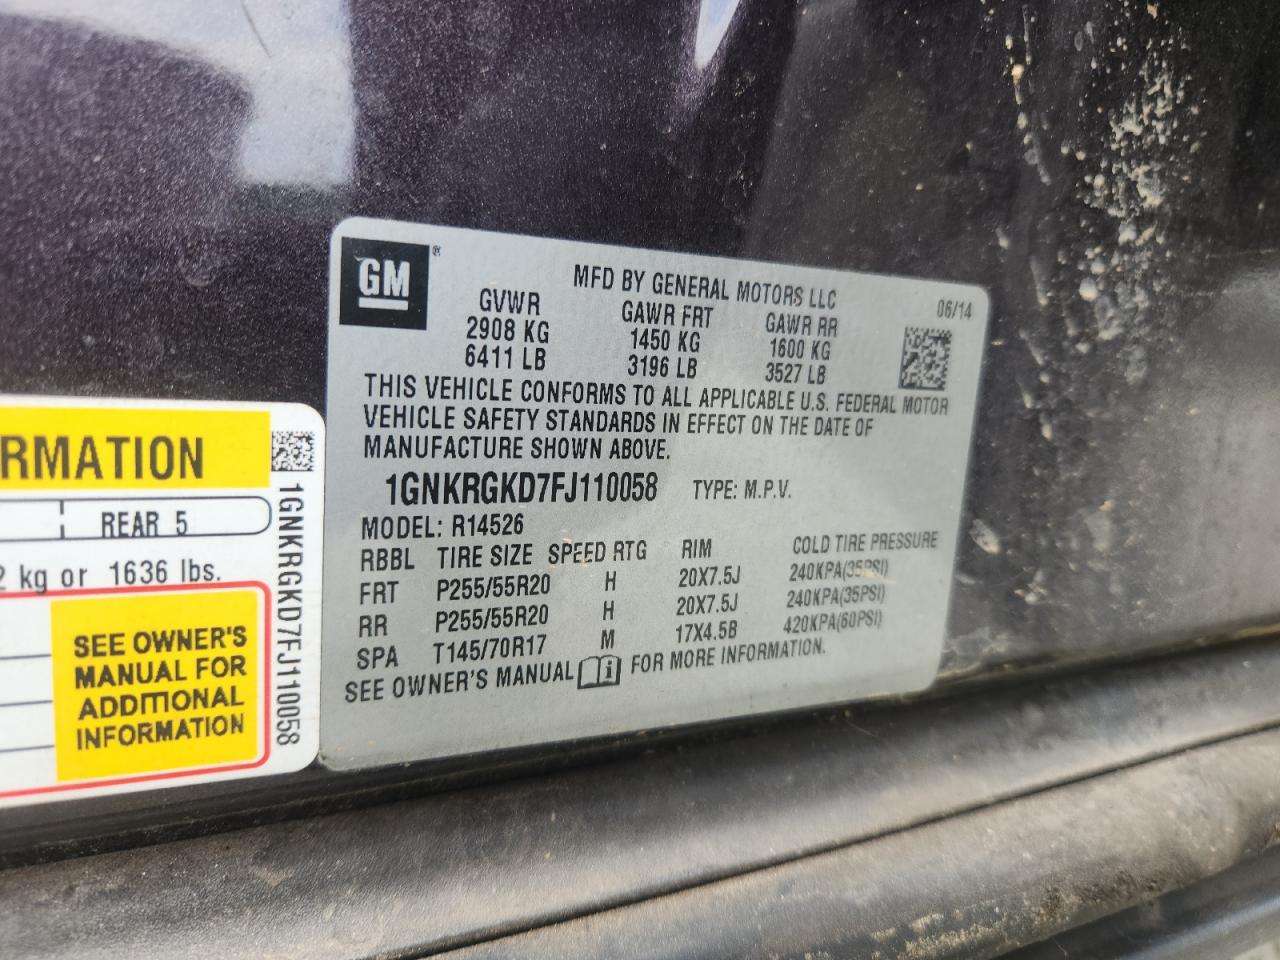 GM®
MFD BY GENERAL MOTORS LLC
06/14
GVWR GAWR FRT GAWR RR
2908 KG 1450 KG 1600 KG
6411 LB 3196 LB 3527 LB
THIS VEHICLE CONFORMS TO ALL APPLICABLE U.S. FEDERAL MOTOR
VEHICLE SAFETY STANDARDS IN EFFECT ON THE DATE OF
MANUFACTURE SHOWN ABOVE.
1GNKRGKD7FJ110058 TYPE: M.P.V.
MODEL: R14526
RBBL TIRE SIZE SPEED RTG RIM COLD TIRE PRESSURE
FRT P255/55R20 H 20X7.5J 240KPA(35PSI)
RR P255/55R20 H 20X7.5J 240KPA(35PSI)
SPA T145/70R17 M 17X4.5B 420KPA(60PSI)
SEE OWNER'S MANUAL i FOR MORE INFORMATION.
RMATION
REAR 5
2 kg or 1636 lbs.
SEE OWNER'S
MANUAL FOR
ADDITIONAL
INFORMATION
1GNKRGKD7FJ110058